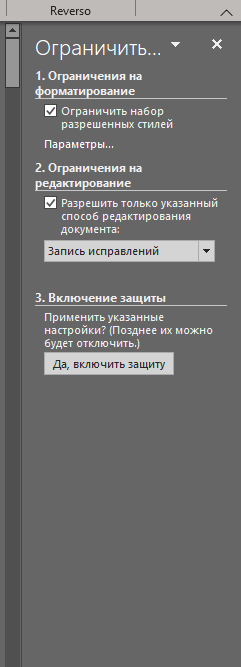 Reverso
Ограничить...
1. Ограничения на
форматирование
Ограничить набор
разрешенных стилей
Параметры...
2. Ограничения на
редактирование
Разрешить только указанный
способ редактирования
документа:
Запись исправлений
3. Включение защиты
Применить указанные
настройки? (Позднее их можно
будет отключить.)
Да, включить защиту